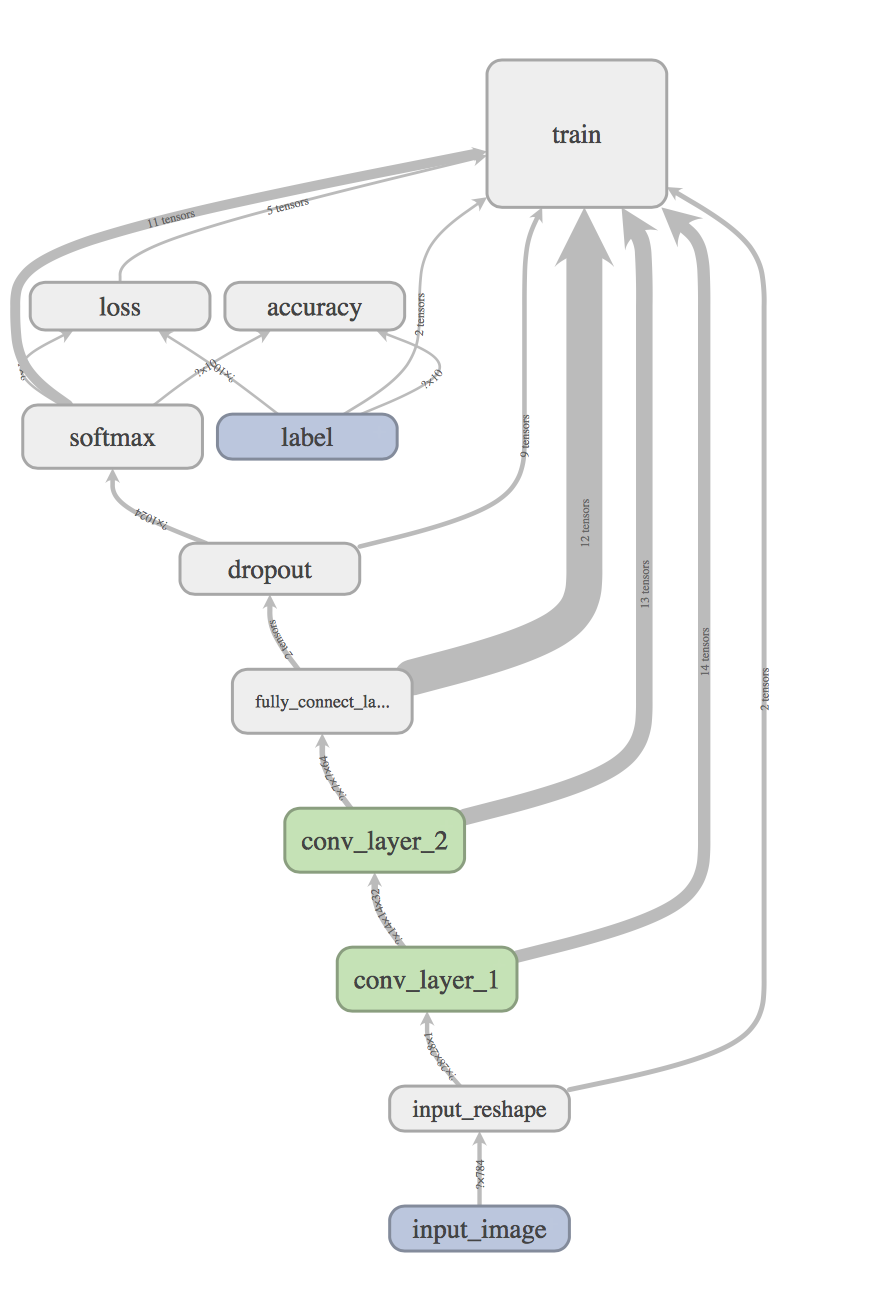 train
11 tensors
5 tensors
loss
accuracy
2 tensors
?×10
?×10
?×10
softmax
label
9 tensors
?×1024
12 tensors
dropout
13 tensors
2 tensors
14 tensors
2 tensors
fully_connect_la...
?×7×7×64
conv_layer_2
?×14×14×32
conv_layer_1
?×28×28×1
input_reshape
?×784
input_image